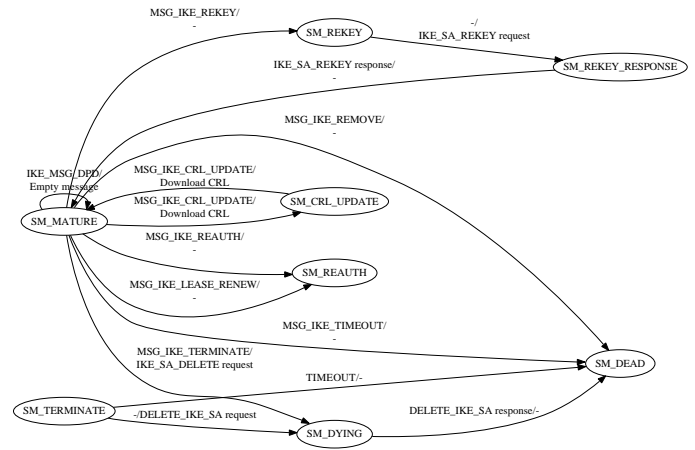 MSG_IKE_REKEY/
-
SM_REKEY
-/
IKE_SA_REKEY request
IKE_SA_REKEY response/
-
SM_REKEY_RESPONSE
MSG_IKE_REMOVE/
-
IKE_MSG_DPD/
Empty message
MSG_IKE_CRL_UPDATE/
Download CRL
MSG_IKE_CRL_UPDATE/
Download CRL
SM_CRL_UPDATE
SM_MATURE
MSG_IKE_REAUTH/
-
SM_REAUTH
MSG_IKE_LEASE_RENEW/
-
MSG_IKE_TIMEOUT/
-
MSG_IKE_TERMINATE/
IKE_SA_DELETE request
SM_DEAD
TIMEOUT/-
SM_TERMINATE
-/DELETE_IKE_SA request
DELETE_IKE_SA response/-
SM_DYING